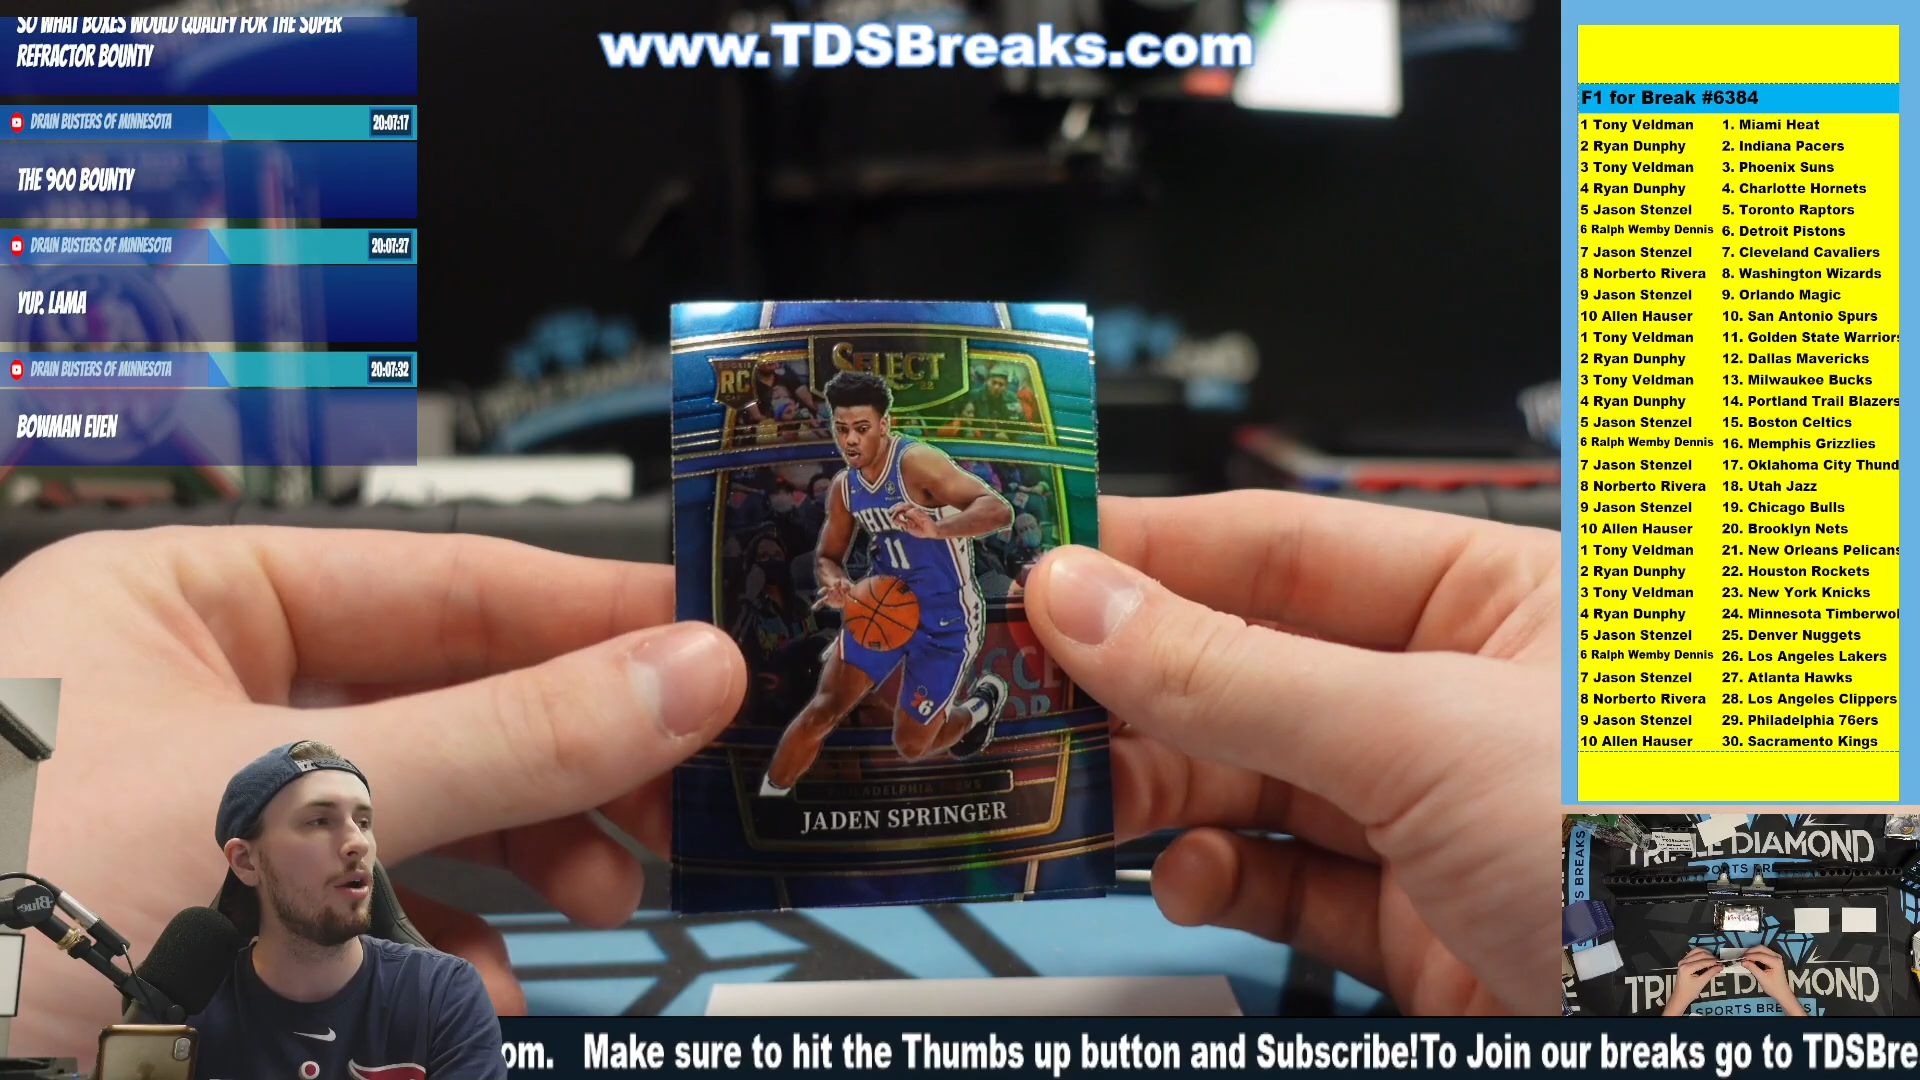 SO WHAT BOXES WOULD QUALIFY FOR THE SUPER
REFRACTOR BOUNTY
DRAIN BUSTERS OF MINNESOTA 20:07:17
THE 900 BOUNTY
DRAIN BUSTERS OF MINNESOTA 20:07:27
YUP. LAMA
DRAIN BUSTERS OF MINNESOTA 20:07:32
BOWMAN EVEN
www.TDSBreaks.com
SELECT
RC
PHIL
11
6
JADEN SPRINGER
F1 for Break #6384
1 Tony Veldman 1. Miami Heat
2 Ryan Dunphy 2. Indiana Pacers
3 Tony Veldman 3. Phoenix Suns
4 Ryan Dunphy 4. Charlotte Hornets
5 Jason Stenzel 5. Toronto Raptors
6 Ralph Wemby Dennis 6. Detroit Pistons
7 Jason Stenzel 7. Cleveland Cavaliers
8 Norberto Rivera 8. Washington Wizards
9 Jason Stenzel 9. Orlando Magic
10 Allen Hauser 10. San Antonio Spurs
1 Tony Veldman 11. Golden State Warriors
2 Ryan Dunphy 12. Dallas Mavericks
3 Tony Veldman 13. Milwaukee Bucks
4 Ryan Dunphy 14. Portland Trail Blazers
5 Jason Stenzel 15. Boston Celtics
6 Ralph Wemby Dennis 16. Memphis Grizzlies
7 Jason Stenzel 17. Oklahoma City Thund
8 Norberto Rivera 18. Utah Jazz
9 Jason Stenzel 19. Chicago Bulls
10 Allen Hauser 20. Brooklyn Nets
1 Tony Veldman 21. New Orleans Pelicans
2 Ryan Dunphy 22. Houston Rockets
3 Tony Veldman 23. New York Knicks
4 Ryan Dunphy 24. Minnesota Timberwol
5 Jason Stenzel 25. Denver Nuggets
6 Ralph Wemby Dennis 26. Los Angeles Lakers
7 Jason Stenzel 27. Atlanta Hawks
8 Norberto Rivera 28. Los Angeles Clippers
9 Jason Stenzel 29. Philadelphia 76ers
10 Allen Hauser 30. Sacramento Kings
TRIPLE DIAMOND
S BREAKS
TRIPLE DIAMOND
SPORTS BRE
Blue
om. Make sure to hit the Thumbs up button and Subscribe!To Join our breaks go to TDSBre